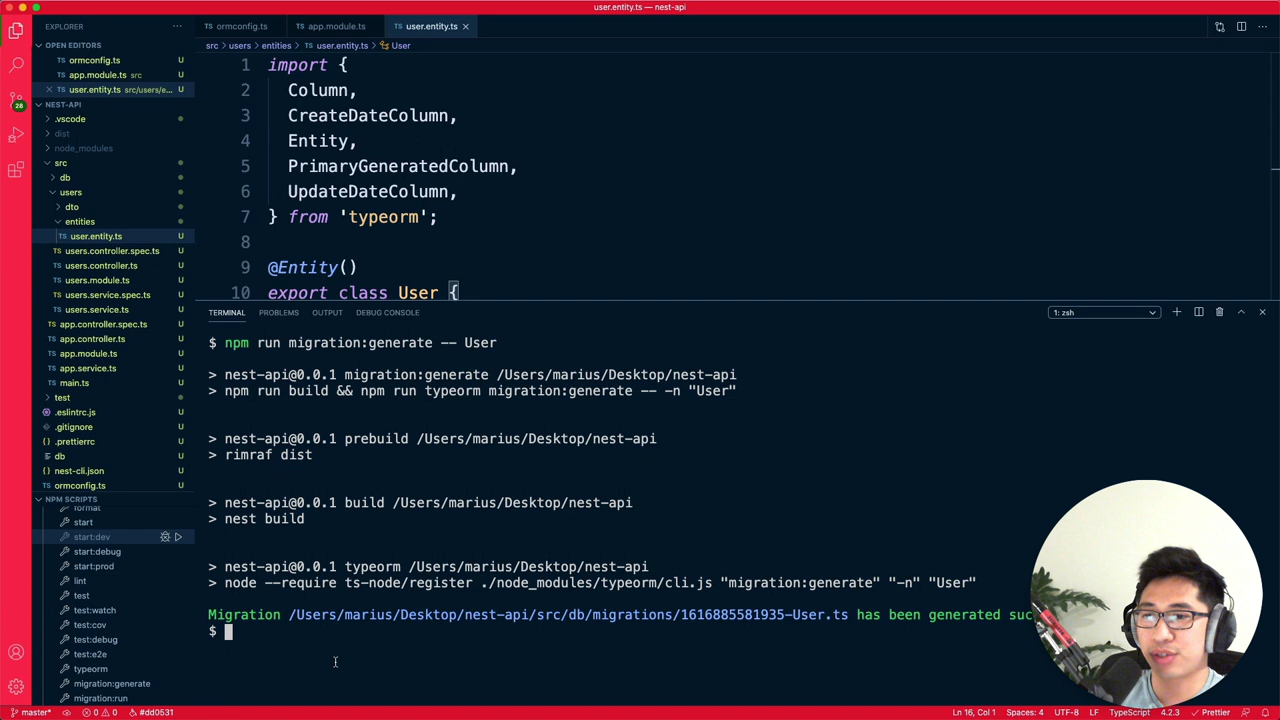 user.entity.ts — nest-api
EXPLORER
ormconfig.ts
app.module.ts
user.entity.ts
OPEN EDITORS
ormconfig.ts U
app.module.ts src U
user.entity.ts src/users/e... U
NEST-API
.vscode
dist
node_modules
src
db
users
dto
entities
user.entity.ts U
users.controller.spec.ts U
users.controller.ts U
users.module.ts U
users.service.spec.ts U
users.service.ts U
app.controller.spec.ts U
app.controller.ts U
app.module.ts U
app.service.ts U
main.ts U
test
.eslintrc.js U
.gitignore U
.prettierrc U
db U
nest-cli.json U
ormconfig.ts U
NPM SCRIPTS
format
start
start:dev
start:debug
start:prod
lint
test
test:watch
test:cov
test:debug
test:e2e
typeorm
migration:generate
migration:run
28
src › users › entities › TS user.entity.ts › User
1 import {
2 Column,
3 CreateDateColumn,
4 Entity,
5 PrimaryGeneratedColumn,
6 UpdateDateColumn,
7 } from 'typeorm';
8
9 @Entity()
10 export class User {
TERMINAL PROBLEMS OUTPUT DEBUG CONSOLE
1: zsh
$ npm run migration:generate -- User
> nest-api@0.0.1 migration:generate /Users/marius/Desktop/nest-api
> npm run build && npm run typeorm migration:generate -- -n "User"
> nest-api@0.0.1 prebuild /Users/marius/Desktop/nest-api
> rimraf dist
> nest-api@0.0.1 build /Users/marius/Desktop/nest-api
> nest build
> nest-api@0.0.1 typeorm /Users/marius/Desktop/nest-api
> node --require ts-node/register ./node_modules/typeorm/cli.js "migration:generate" "-n" "User"
Migration /Users/marius/Desktop/nest-api/src/db/migrations/1616885581935-User.ts has been generated suc
$
master* 0 0 #dd0531
Ln 16, Col 1 Spaces: 4 UTF-8 LF TypeScript 4.2.3 Prettier